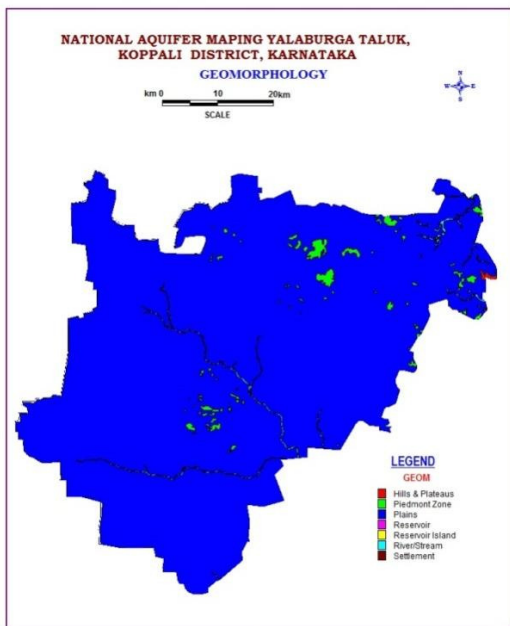 NATIONAL AQUIFER MAPING YALABURGA TALUK,
KOPPALI DISTRICT, KARNATAKA
GEOMORPHOLOGY
km 0 10 20km
SCALE
N
W E
S
LEGEND
GEOM
Hills & Plateaus
Piedmont Zone
Plains
Reservoir
Reservoir Island
River/Stream
Settlement